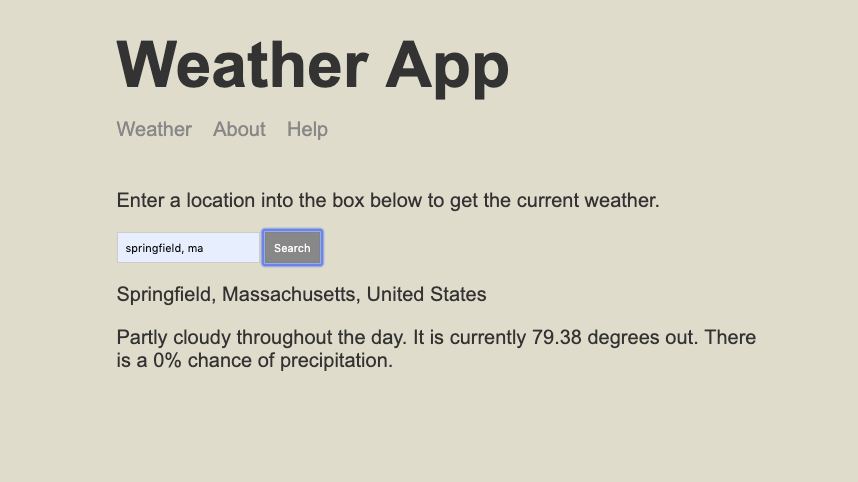 Weather App
Weather About Help
Enter a location into the box below to get the current weather.
springfield, ma Search
Springfield, Massachusetts, United States
Partly cloudy throughout the day. It is currently 79.38 degrees out. There
is a 0% chance of precipitation.